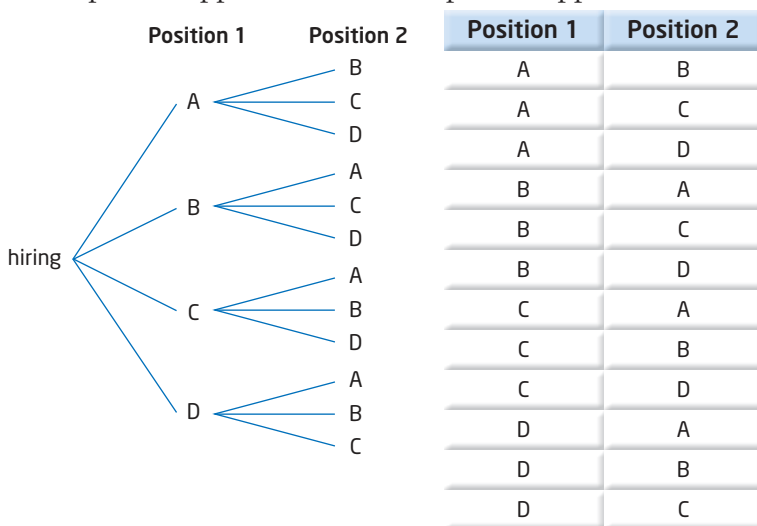 Position 1 Position 2
B
A C
D
A
B C
D
hiring
A
C B
D
A
D B
C
Position 1 Position 2
A B
A C
A D
B A
B C
B D
C A
C B
C D
D A
D B
D C